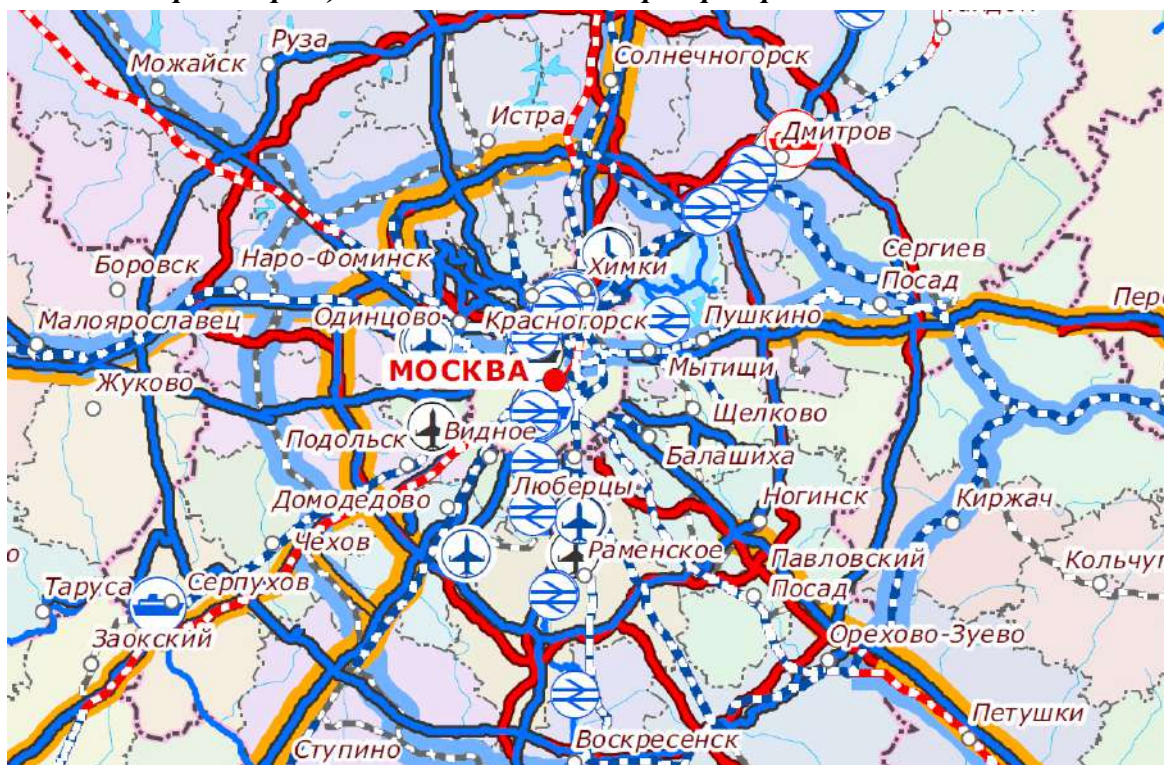 Руза
Солнечногорск
Можайск
Истра
Дмитров
Сергиев
Посад
Боровск
Наро-Фоминск
Химки
Малоярославец
Одинцово
Красногорск
Пушкино
МОСКВА
Мытищи
Жуково
Щелково
Подольск
Видное
Балашиха
Домодедово
Люберцы
Ногинск
Киржач
Чехов
Раменское
Павловский
Посад
Таруса
Серпухов
Заокский
Орехово-Зуево
Петушки
Ступино
Воскресенск